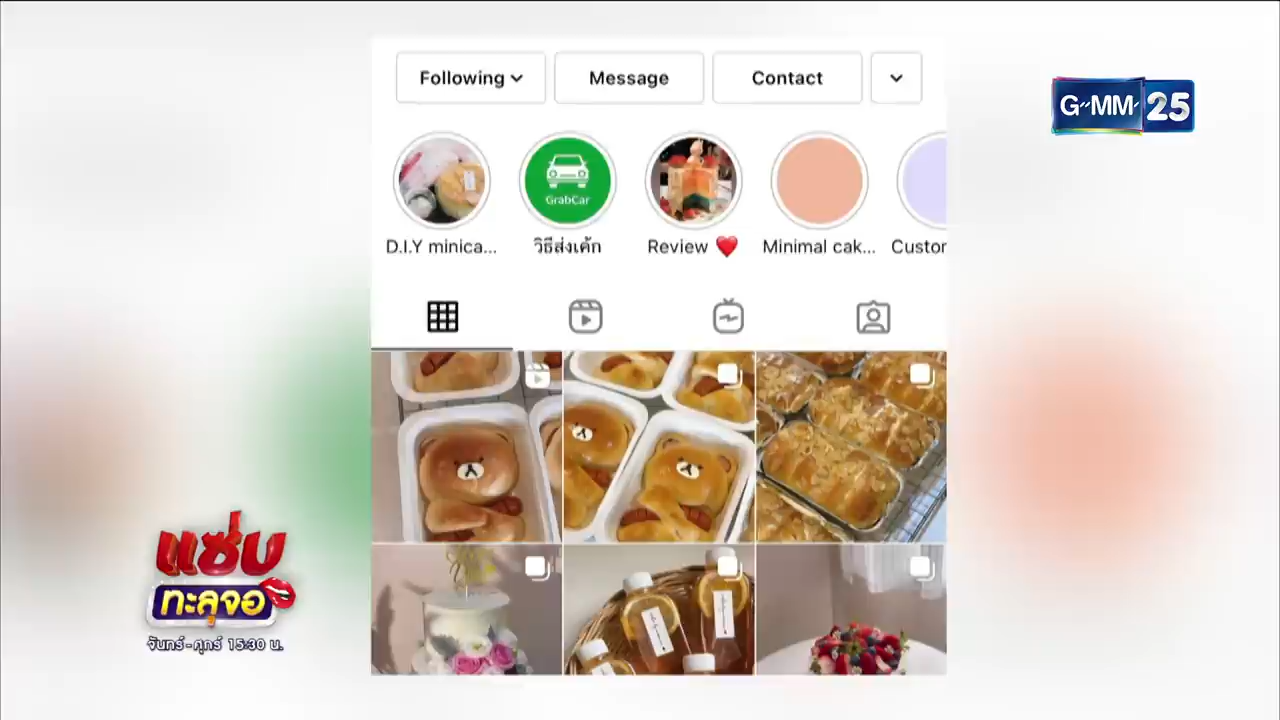 Following
Message
Contact
GMM 25
GrabCar
D.I.Y minica...
วิธีส่งเค้ก
Review ❤️
Minimal cak...
Custor
แซ่บ
ทะลุจอ
จันทร์-ศุกร์ 15:30 น.